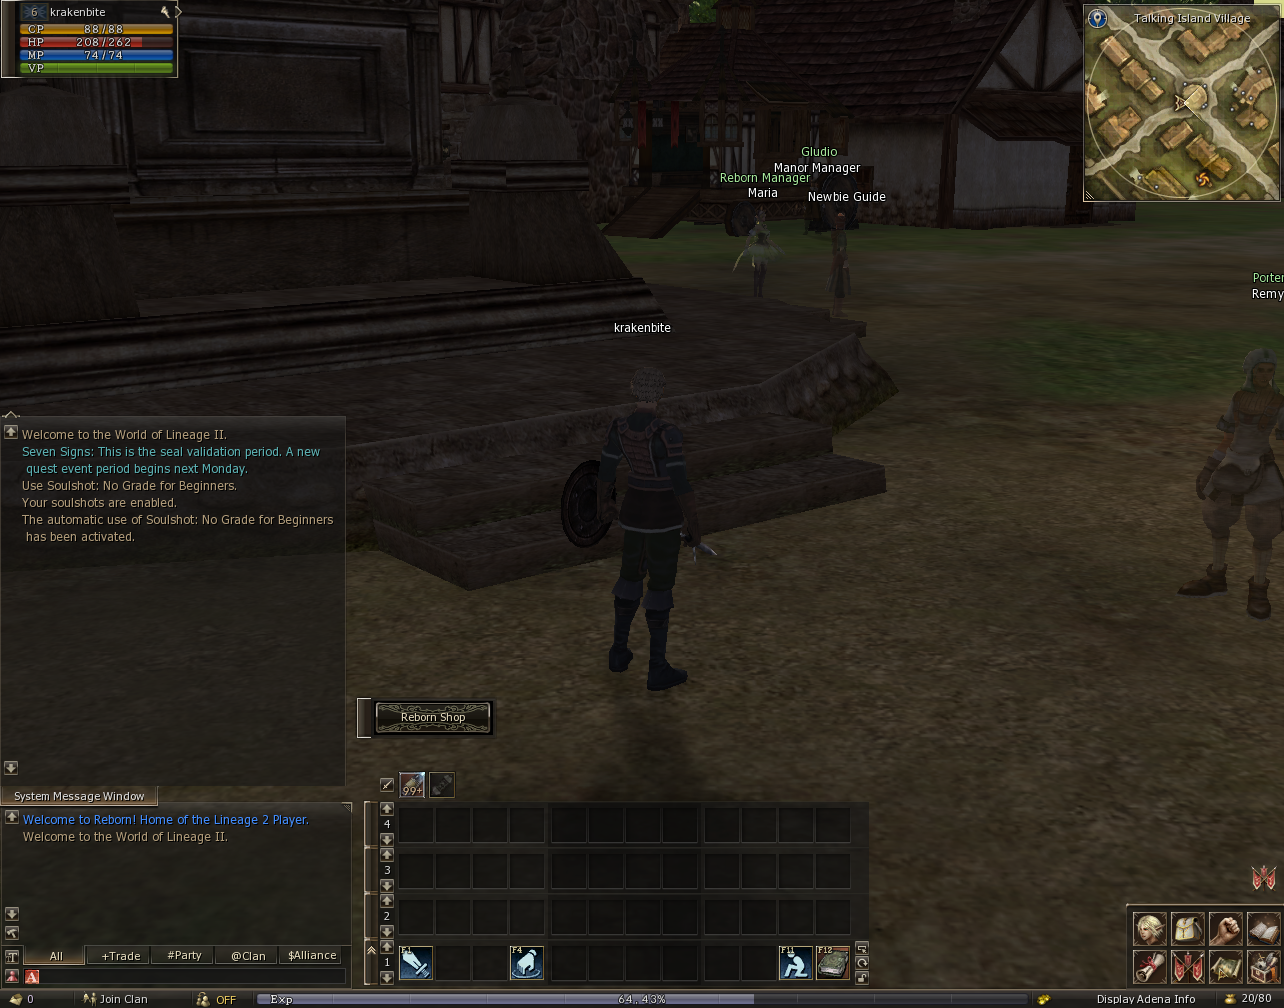 6 krakenbite
CP 88/88
HP 208/262
MP 74/74
VP
Talking Island Village
Gludio
Manor Manager
Reborn Manager
Maria
Newbie Guide
Porter
Remy
krakenbite
Welcome to the World of Lineage II.
Seven Signs: This is the seal validation period. A new
quest event period begins next Monday.
Use Soulshot: No Grade for Beginners.
Your soulshots are enabled.
The automatic use of Soulshot: No Grade for Beginners
has been activated.
Reborn Shop
99+
System Message Window
Welcome to Reborn! Home of the Lineage 2 Player.
Welcome to the World of Lineage II.
4
3
2
1
F1
F4
F11
F12
All +Trade #Party @Clan $Alliance
A
0 Join Clan OFF Exp 64.43% Display Adena Info 20/80